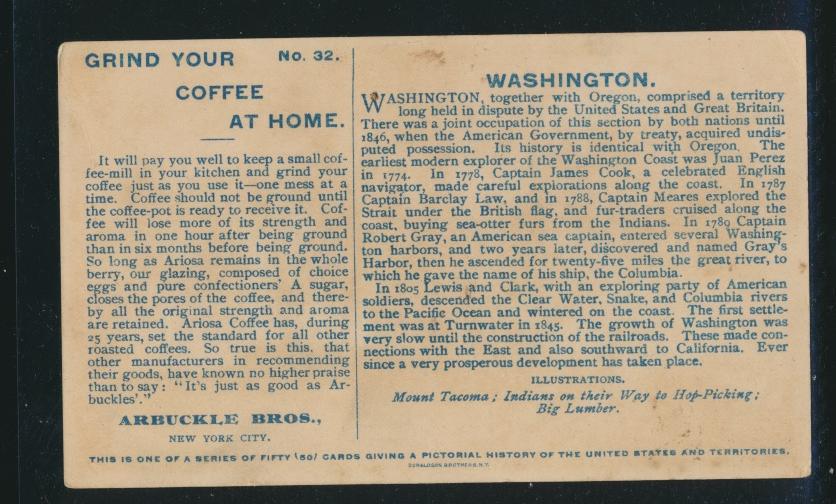 GRIND YOUR No. 32.
COFFEE
AT HOME.
It will pay you well to keep a small cof-
fee-mill in your kitchen and grind your
coffee just as you use it—one mess at a
time. Coffee should not be ground until
the coffee-pot is ready to receive it. Cof-
fee will lose more of its strength and
aroma in one hour after being ground
than in six months before being ground.
So long as Ariosa remains in the whole
berry, our glazing, composed of choice
eggs and pure confectioners' A sugar,
closes the pores of the coffee, and there-
by all the original strength and aroma
are retained. Ariosa Coffee has, during
25 years, set the standard for all other
roasted coffees. So true is this, that
other manufacturers in recommending
their goods, have known no higher praise
than to say: "It's just as good as Ar-
buckles'."
ARBUCKLE BROS.,
NEW YORK CITY.
WASHINGTON.
WASHINGTON, together with Oregon, comprised a territory
long held in dispute by the United States and Great Britain.
There was a joint occupation of this section by both nations until
1846, when the American Government, by treaty, acquired undis-
puted possession. Its history is identical with Oregon. The
earliest modern explorer of the Washington Coast was Juan Perez
in 1774. In 1778, Captain James Cook, a celebrated English
navigator, made careful explorations along the coast. In 1787
Captain Barclay Law, and in 1788, Captain Meares explored the
Strait under the British flag, and fur-traders cruised along the
coast, buying sea-otter furs from the Indians. In 1789 Captain
Robert Gray, an American sea captain, entered several Washing-
ton harbors, and two years later, discovered and named Gray's
Harbor, then he ascended for twenty-five miles the great river, to
which he gave the name of his ship, the Columbia.
In 1805 Lewis and Clark, with an exploring party of American
soldiers, descended the Clear Water, Snake, and Columbia rivers
to the Pacific Ocean and wintered on the coast. The first settle-
ment was at Turnwater in 1845. The growth of Washington was
very slow until the construction of the railroads. These made con-
nections with the East and also southward to California. Ever
since a very prosperous development has taken place.
ILLUSTRATIONS.
Mount Tacoma; Indians on their Way to Hop-Picking;
Big Lumber.
THIS IS ONE OF A SERIES OF FIFTY (50) CARDS GIVING A PICTORIAL HISTORY OF THE UNITED STATES AND TERRITORIES.
DONALDSON BROTHERS, N.Y.